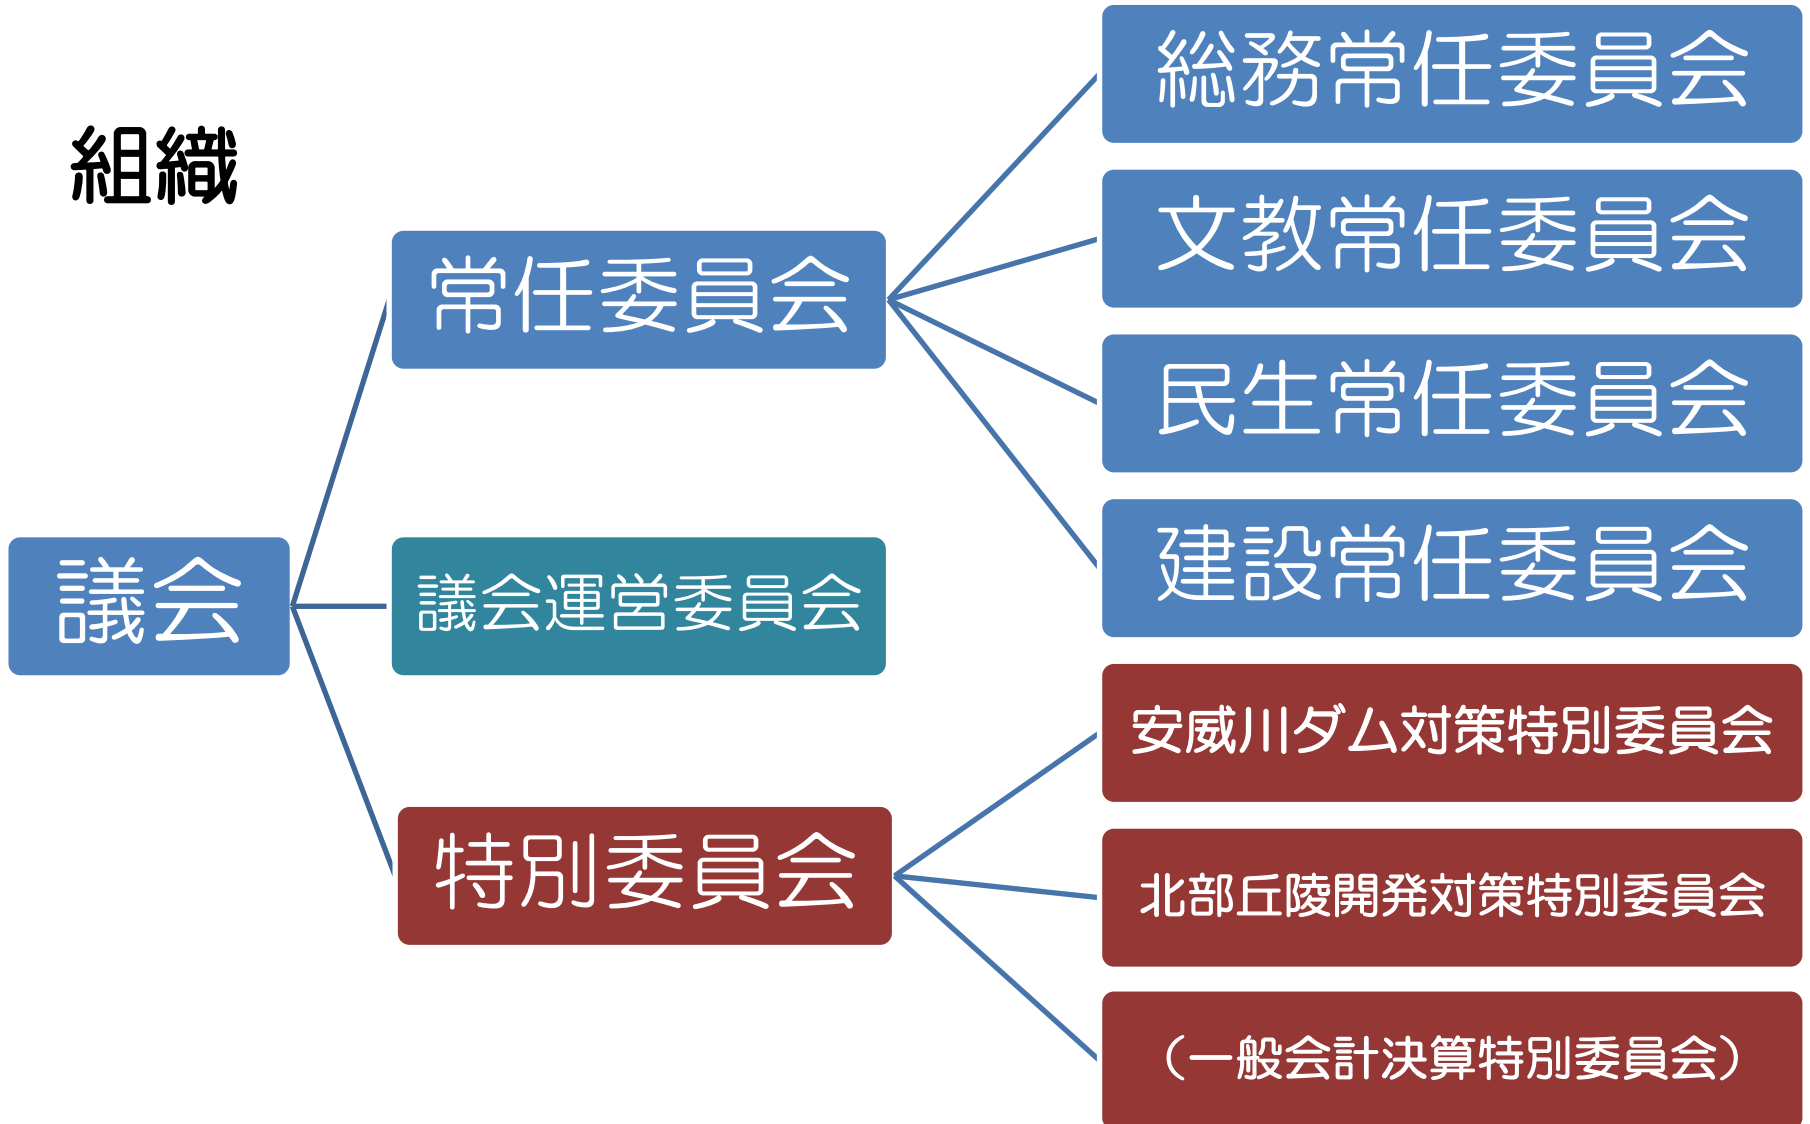 組織
議会
常任委員会
総務常任委員会
文教常任委員会
民生常任委員会
建設常任委員会
議会運営委員会
特別委員会
安威川ダム対策特別委員会
北部丘陵開発対策特別委員会
（一般会計決算特別委員会）